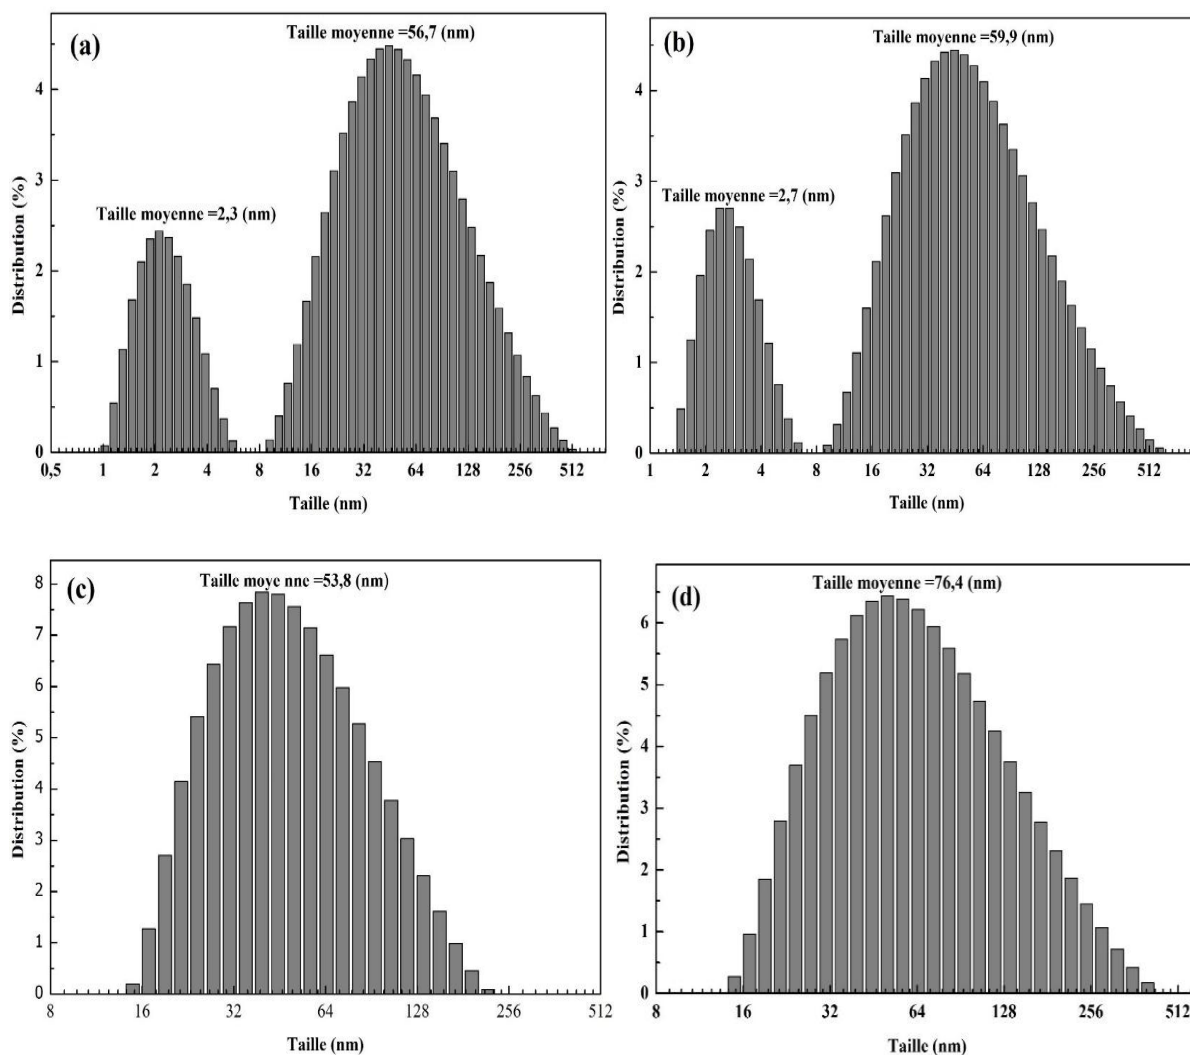 (a)
Taille moyenne =56,7 (nm)
Taille moyenne =2,3 (nm)
Distribution (%)
4
3
2
1
0
0,5 1 2 4 8 16 32 64 128 256 512
Taille (nm)
(b)
Taille moyenne =59,9 (nm)
Taille moyenne =2,7 (nm)
Distribution (%)
4
3
2
1
0
1 2 4 8 16 32 64 128 256 512
Taille (nm)
(c)
Taille moye nne =53,8 (nm)
Distribution (%)
8
7
6
5
4
3
2
1
0
8 16 32 64 128 256 512
Taille (nm)
(d)
Taille moyenne =76,4 (nm)
Distribution (%)
6
5
4
3
2
1
0
8 16 32 64 128 256 512
Taille (nm)